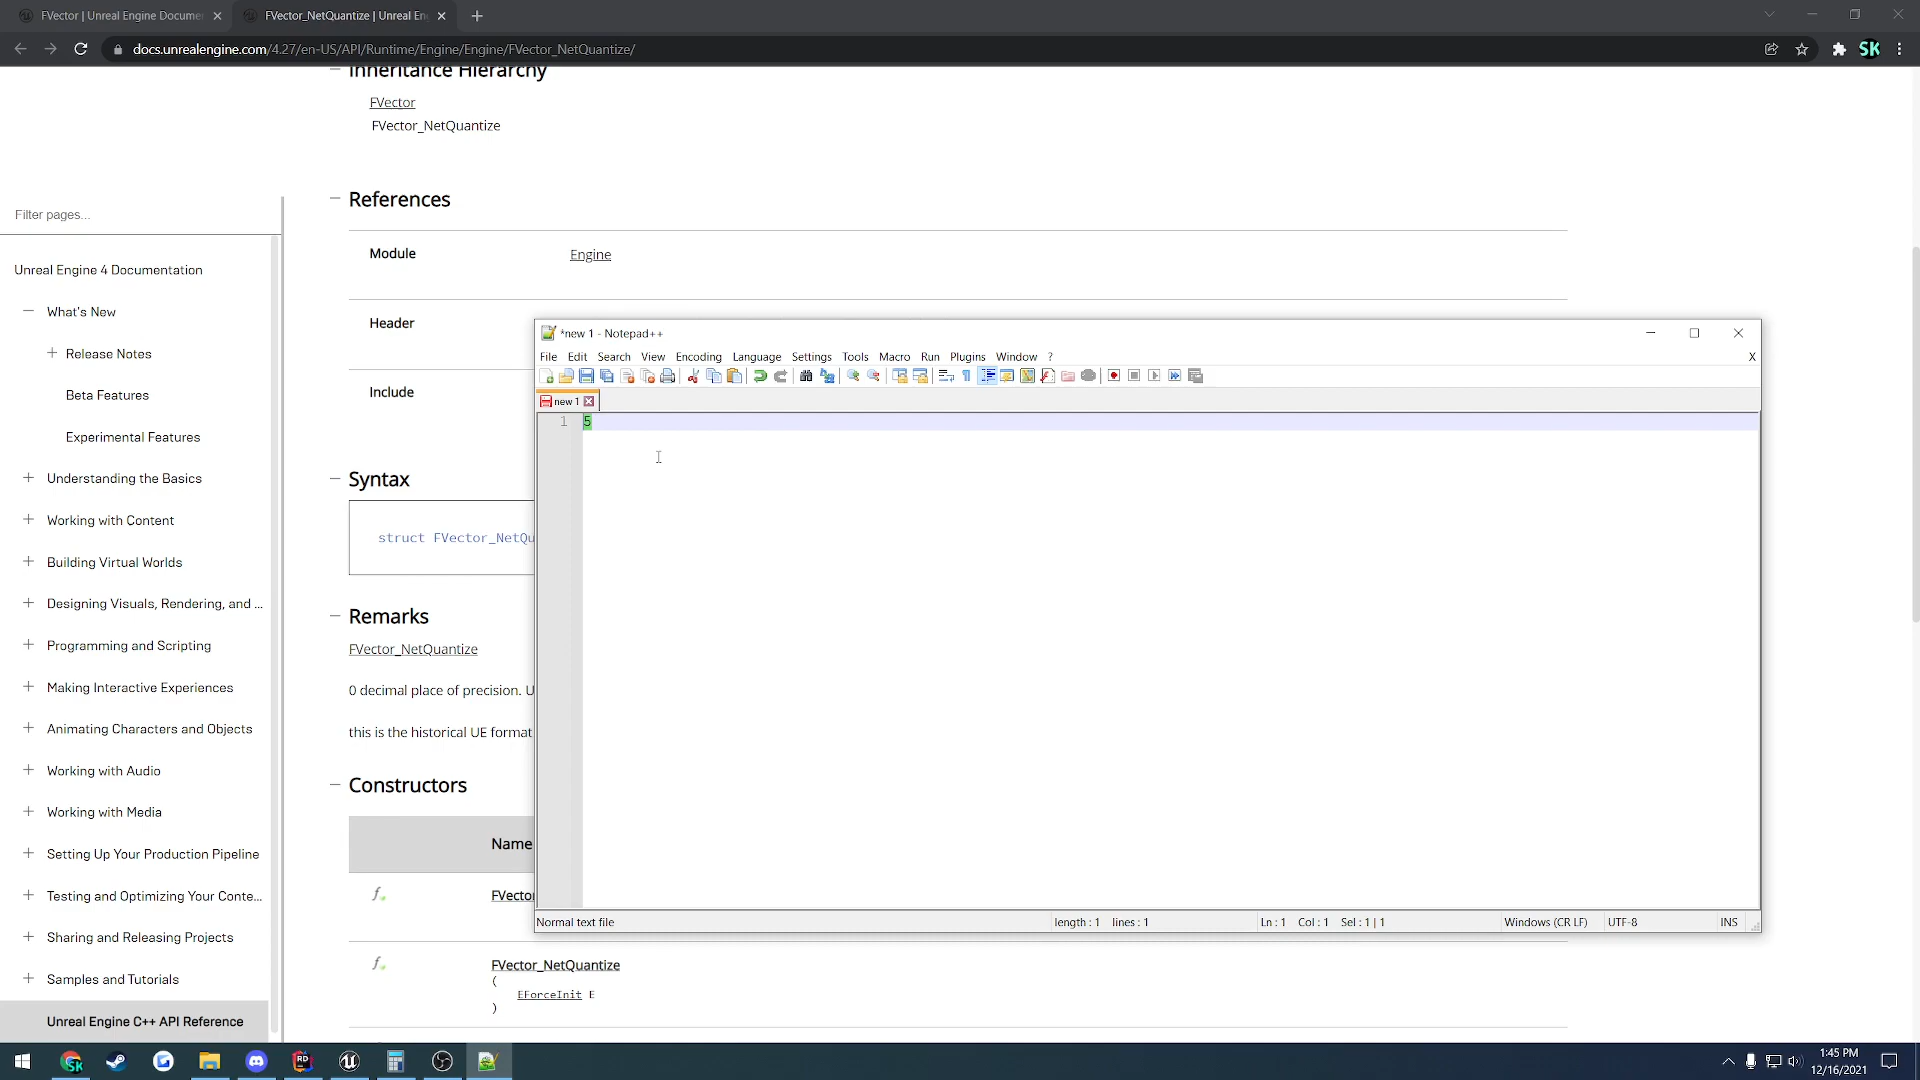 FVector | Unreal Engine Docume
FVector_NetQuantize | Unreal En
docs.unrealengine.com/4.27/en-US/API/Runtime/Engine/Engine/FVector_NetQuantize/
SK
Inheritance Hierarchy
FVector
FVector_NetQuantize
References
Module
Engine
Header
Include
Syntax
struct FVector_NetQu
Remarks
FVector_NetQuantize
0 decimal place of precision. U
this is the historical UE format
Constructors
Name
FVector
FVector_NetQuantize
(
EForceInit E
)
Filter pages...
Unreal Engine 4 Documentation
What's New
Release Notes
Beta Features
Experimental Features
Understanding the Basics
Working with Content
Building Virtual Worlds
Designing Visuals, Rendering, and ...
Programming and Scripting
Making Interactive Experiences
Animating Characters and Objects
Working with Audio
Working with Media
Setting Up Your Production Pipeline
Testing and Optimizing Your Conte...
Sharing and Releasing Projects
Samples and Tutorials
Unreal Engine C++ API Reference
*new 1 - Notepad++
File Edit Search View Encoding Language Settings Tools Macro Run Plugins Window ? X
new 1
1 5
Normal text file length : 1 lines : 1 Ln : 1 Col : 1 Sel : 1 | 1 Windows (CR LF) UTF-8 INS
1:45 PM
12/16/2021